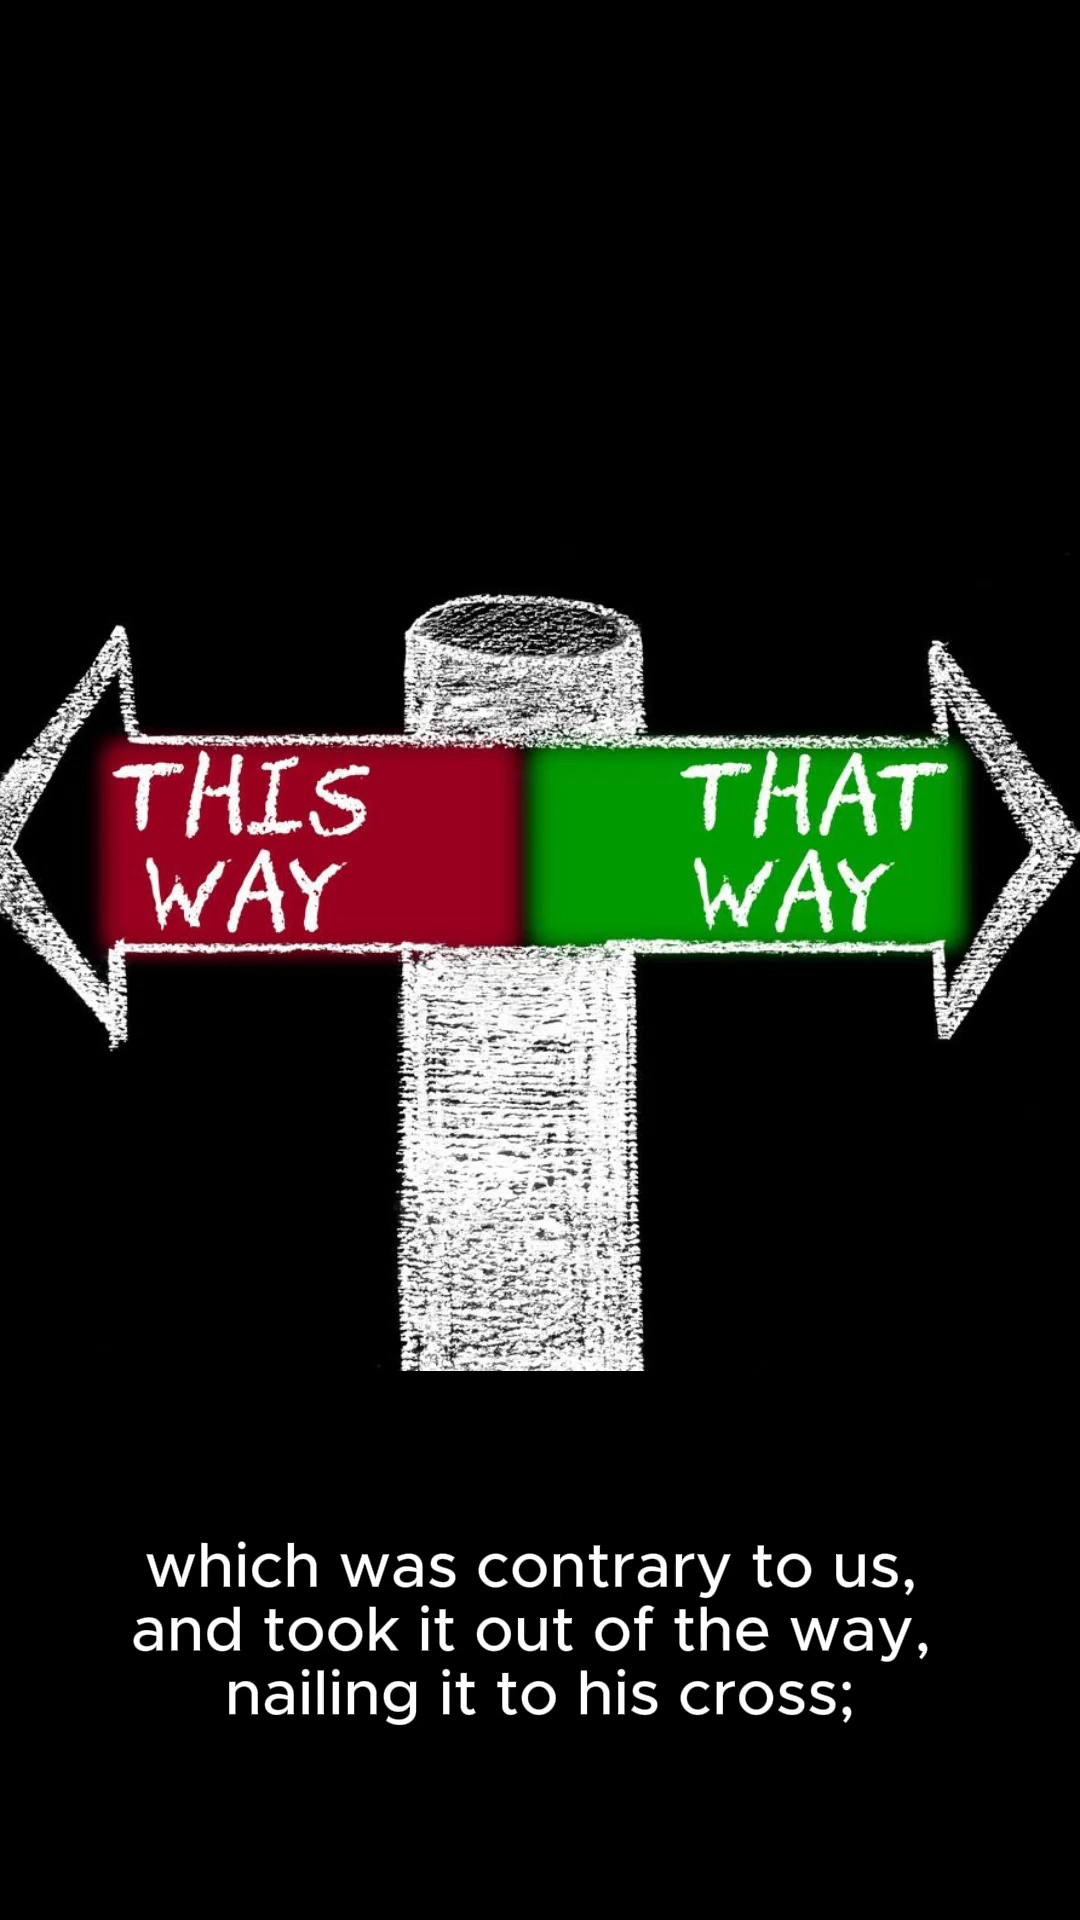 THIS
WAY
THAT
WAY
which was contrary to us,
and took it out of the way,
nailing it to his cross;